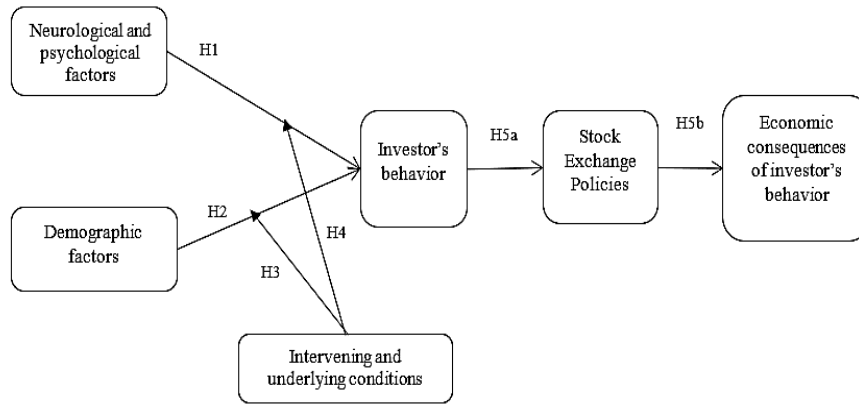 Neurological and
psychological
factors
H1
Investor's
behavior
H5a
Stock
Exchange
Policies
H5b
Economic
consequences
of investor's
behavior
H2
Demographic
factors
H4
H3
Intervening and
underlying conditions